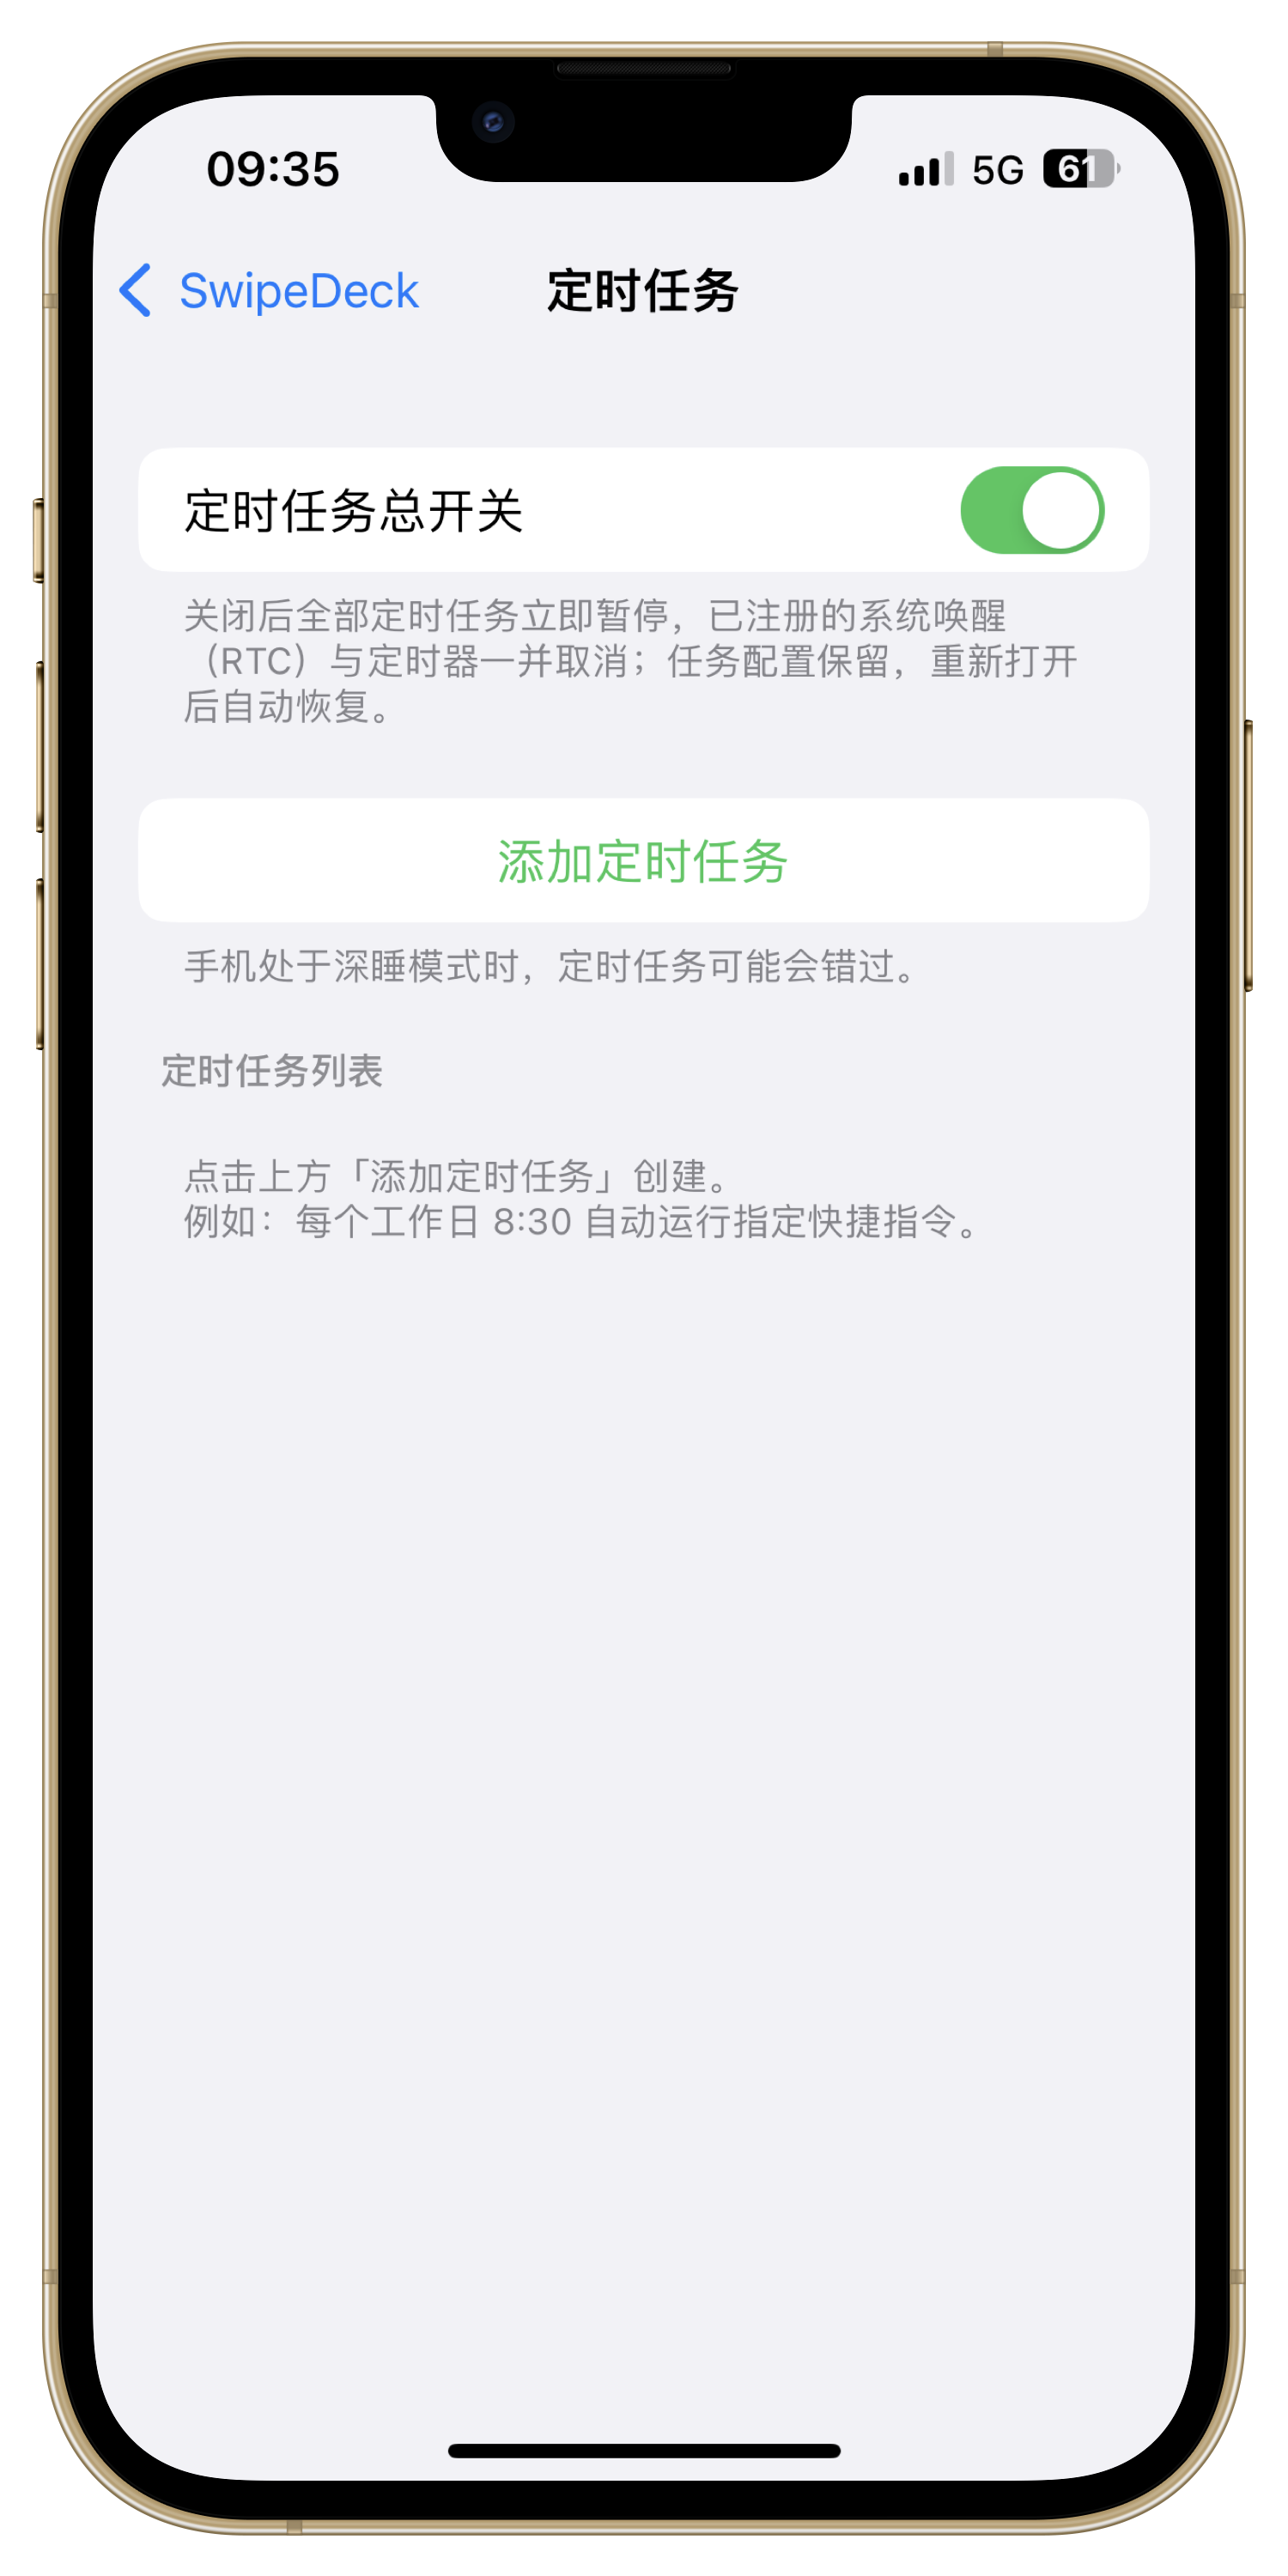 09:35
5G 61
SwipeDeck
定时任务
定时任务总开关
关闭后全部定时任务立即暂停，已注册的系统唤醒
（RTC）与定时器一并取消；任务配置保留，重新打开
后自动恢复。
添加定时任务
手机处于深睡模式时，定时任务可能会错过。
定时任务列表
点击上方「添加定时任务」创建。
例如：每个工作日 8:30 自动运行指定快捷指令。